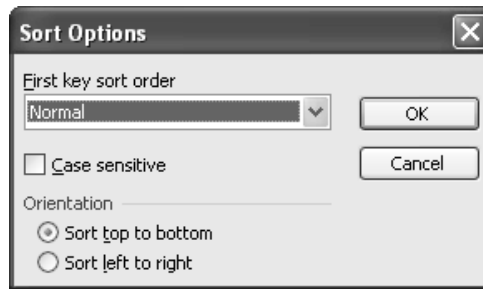 Sort Options
First key sort order
Normal
OK
Case sensitive
Cancel
Orientation
Sort top to bottom
Sort left to right